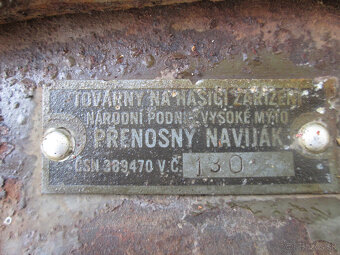 TOVÁRNY NA HASICÍ ZAŘÍZENÍ
NÁRODNÍ PODNIK VYSOKÉ MÝTO
PŘENOSNÝ NAVIJÁK
ČSN 389470 V.Č. 130